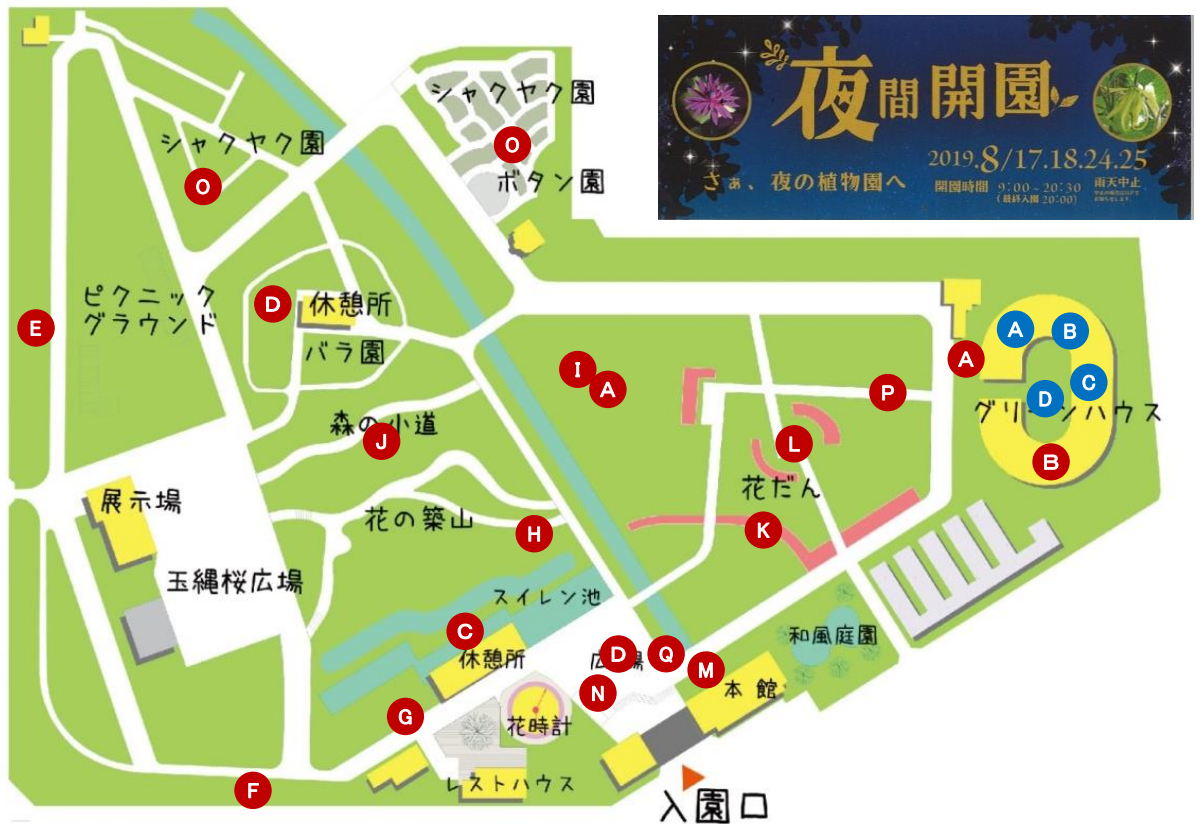 夜間開園
2019.8/17.18.24.25
さぁ、夜の植物園へ
開園時間 9:00~20:30
(最終入園 20:00)
雨天中止
シャクヤク園
O
ボタン園
シャクヤク園
O
ピクニック
グラウンド
E
D
休憩所
バラ園
森の小道
J
I
A
P
L
花だん
K
A
A
B
C
D
グリーンハウス
B
展示場
花の築山
H
玉縄桜広場
スイレン池
C
休憩所
広場
D
Q
N
M
本館
和風庭園
G
花時計
レストハウス
F
入園口